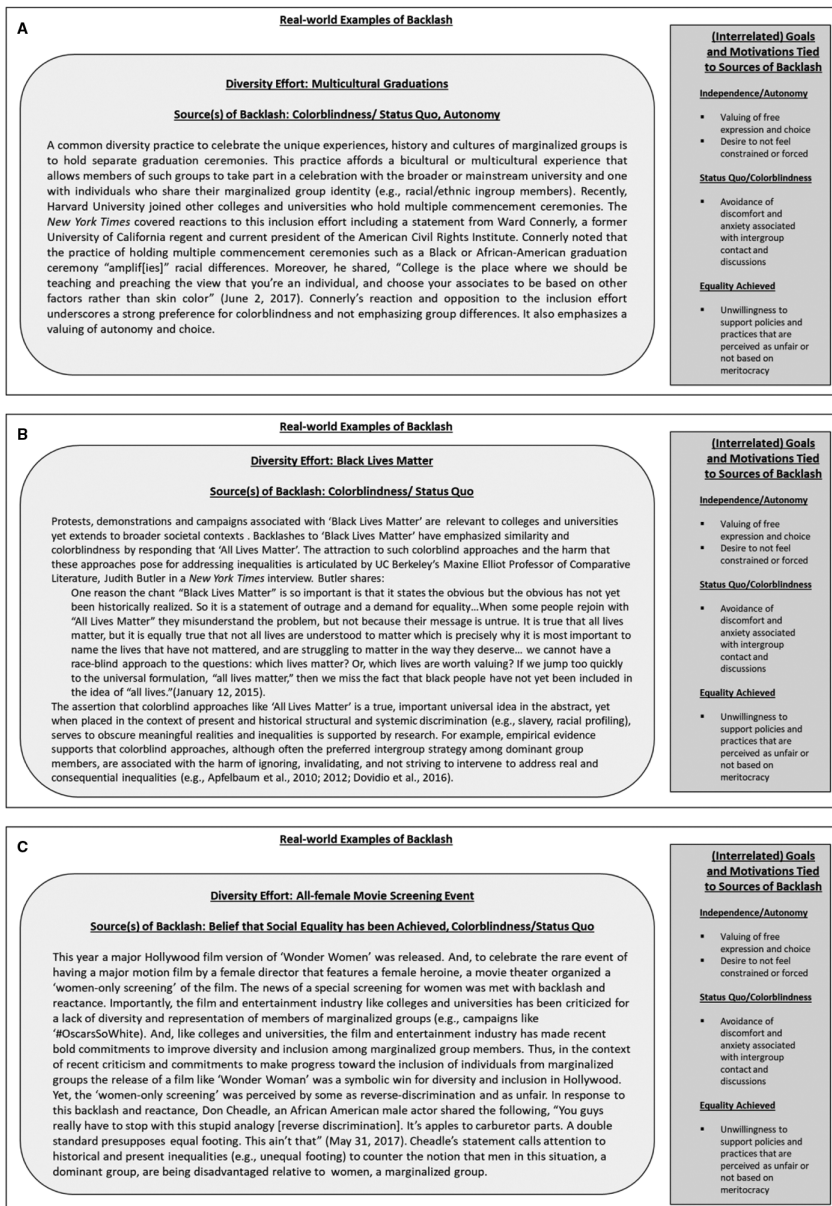 A
Real-world Examples of Backlash
Diversity Effort: Multicultural Graduations
Source(s) of Backlash: Colorblindness/ Status Quo, Autonomy
A common diversity practice to celebrate the unique experiences, history and cultures of marginalized groups is
to hold separate graduation ceremonies. This practice affords a bicultural or multicultural experience that
allows members of such groups to take part in a celebration with the broader or mainstream university and one
with individuals who share their marginalized group identity (e.g., racial/ethnic ingroup members). Recently,
Harvard University joined other colleges and universities who hold multiple commencement ceremonies. The
New York Times covered reactions to this inclusion effort including a statement from Ward Connerly, a former
University of California regent and current president of the American Civil Rights Institute. Connerly noted that
the practice of holding multiple commencement ceremonies such as a Black or African-American graduation
ceremony “amplif[ies]” racial differences. Moreover, he shared, “College is the place where we should be
teaching and preaching the view that you’re an individual, and choose your associates to be based on other
factors rather than skin color” (June 2, 2017). Connerly’s reaction and opposition to the inclusion effort
underscores a strong preference for colorblindness and not emphasizing group differences. It also emphasizes a
valuing of autonomy and choice.
(Interrelated) Goals
and Motivations Tied
to Sources of Backlash
Independence/Autonomy
▪ Valuing of free
expression and choice
▪ Desire to not feel
constrained or forced
Status Quo/Colorblindness
▪ Avoidance of
discomfort and
anxiety associated
with intergroup
contact and
discussions
Equality Achieved
▪ Unwillingness to
support policies and
practices that are
perceived as unfair or
not based on
meritocracy
B
Real-world Examples of Backlash
Diversity Effort: Black Lives Matter
Source(s) of Backlash: Colorblindness/ Status Quo
Protests, demonstrations and campaigns associated with ‘Black Lives Matter’ are relevant to colleges and universities
yet extends to broader societal contexts . Backlashes to ‘Black Lives Matter’ have emphasized similarity and
colorblindness by responding that ‘All Lives Matter’. The attraction to such colorblind approaches and the harm that
these approaches pose for addressing inequalities is articulated by UC Berkeley’s Maxine Elliot Professor of Comparative
Literature, Judith Butler in a New York Times interview. Butler shares:
One reason the chant “Black Lives Matter” is so important is that it states the obvious but the obvious has not yet
been historically realized. So it is a statement of outrage and a demand for equality…When some people rejoin with
“All Lives Matter” they misunderstand the problem, but not because their message is untrue. It is true that all lives
matter, but it is equally true that not all lives are understood to matter which is precisely why it is most important to
name the lives that have not mattered, and are struggling to matter in the way they deserve… we cannot have a
race-blind approach to the questions: which lives matter? Or, which lives are worth valuing? If we jump too quickly
to the universal formulation, “all lives matter,” then we miss the fact that black people have not yet been included in
the idea of “all lives.”(January 12, 2015).
The assertion that colorblind approaches like ‘All Lives Matter’ is a true, important universal idea in the abstract, yet
when placed in the context of present and historical structural and systemic discrimination (e.g., slavery, racial profiling),
serves to obscure meaningful realities and inequalities is supported by research. For example, empirical evidence
supports that colorblind approaches, although often the preferred intergroup strategy among dominant group
members, are associated with the harm of ignoring, invalidating, and not striving to intervene to address real and
consequential inequalities (e.g., Apfelbaum et al., 2010; 2012; Dovidio et al., 2016).
(Interrelated) Goals
and Motivations Tied
to Sources of Backlash
Independence/Autonomy
▪ Valuing of free
expression and choice
▪ Desire to not feel
constrained or forced
Status Quo/Colorblindness
▪ Avoidance of
discomfort and
anxiety associated
with intergroup
contact and
discussions
Equality Achieved
▪ Unwillingness to
support policies and
practices that are
perceived as unfair or
not based on
meritocracy
C
Real-world Examples of Backlash
Diversity Effort: All-female Movie Screening Event
Source(s) of Backlash: Belief that Social Equality has been Achieved, Colorblindness/Status Quo
This year a major Hollywood film version of ‘Wonder Women’ was released. And, to celebrate the rare event of
having a major motion film by a female director that features a female heroine, a movie theater organized a
‘women-only screening’ of the film. The news of a special screening for women was met with backlash and
reactance. Importantly, the film and entertainment industry like colleges and universities has been criticized for
a lack of diversity and representation of members of marginalized groups (e.g., campaigns like
‘#OscarsSoWhite). And, like colleges and universities, the film and entertainment industry has made recent
bold commitments to improve diversity and inclusion among marginalized group members. Thus, in the context
of recent criticism and commitments to make progress toward the inclusion of individuals from marginalized
groups the release of a film like ‘Wonder Woman’ was a symbolic win for diversity and inclusion in Hollywood.
Yet, the ‘women-only screening’ was perceived by some as reverse-discrimination and as unfair. In response to
this backlash and reactance, Don Cheadle, an African American male actor shared the following, “You guys
really have to stop with this stupid analogy [reverse discrimination]. It’s apples to carburetor parts. A double
standard presupposes equal footing. This ain’t that” (May 31, 2017). Cheadle’s statement calls attention to
historical and present inequalities (e.g., unequal footing) to counter the notion that men in this situation, a
dominant group, are being disadvantaged relative to women, a marginalized group.
(Interrelated) Goals
and Motivations Tied
to Sources of Backlash
Independence/Autonomy
▪ Valuing of free
expression and choice
▪ Desire to not feel
constrained or forced
Status Quo/Colorblindness
▪ Avoidance of
discomfort and
anxiety associated
with intergroup
contact and
discussions
Equality Achieved
▪ Unwillingness to
support policies and
practices that are
perceived as unfair or
not based on
meritocracy